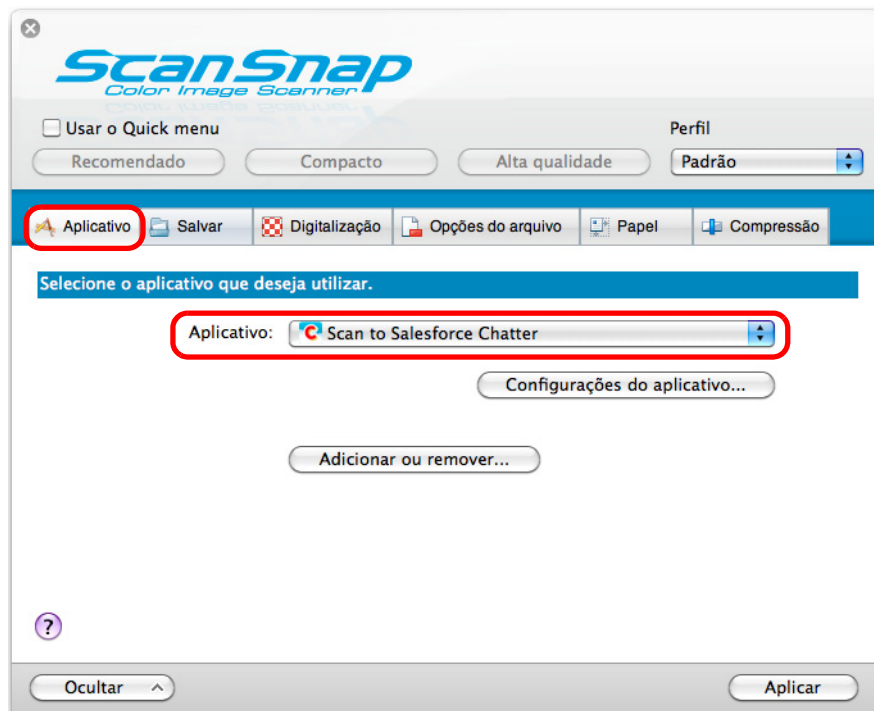 ScanSnap
Color Image Scanner
Usar o Quick menu
Perfil
Recomendado Compacto Alta qualidade Padrão
Aplicativo Salvar Digitalização Opções do arquivo Papel Compressão
Selecione o aplicativo que deseja utilizar.
Aplicativo: Scan to Salesforce Chatter
Configurações do aplicativo...
Adicionar ou remover...
?
Ocultar Aplicar